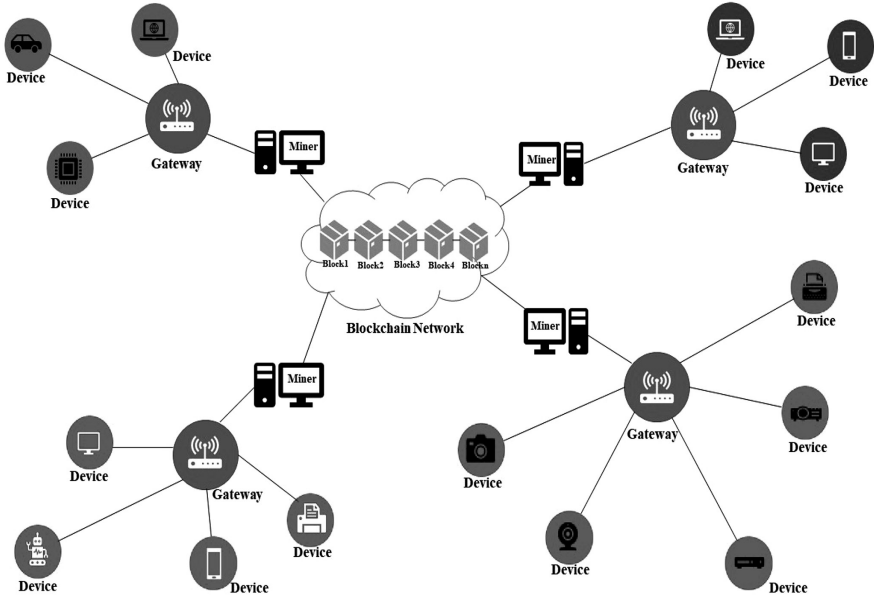 Device
Device
Device
Gateway
Miner
Device
Device
Device
Gateway
Miner
Block1
Block2
Block3
Block4
Blockn
Blockchain Network
Miner
Gateway
Device
Device
Device
Device
Miner
Gateway
Device
Device
Device
Device
Device